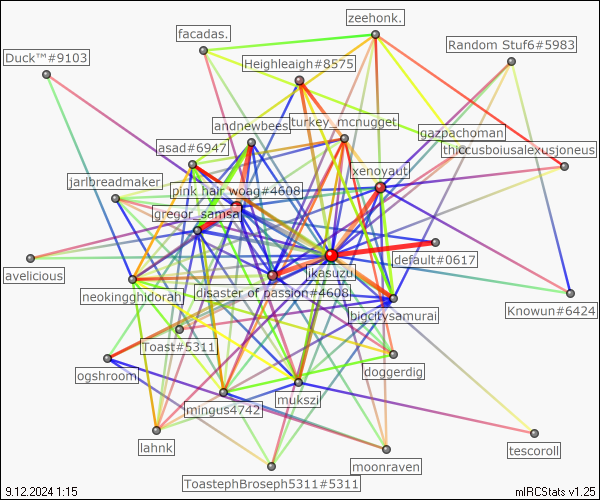 zeehonk.
facadas.
Random Stuf6#5983
Duck™#9103
Heighleigh#8575
turkey_mcnugget
andnewbees
gazpachoman
thiccusboiusalexusjoneus
asad#6947
xenoyaut
jarlbreadmaker
pink hair woag#4608
gregor_samsa
default#0617
avelicious
likasuzu
disaster of passion#4608
neokingghidorah
Knowun#6424
bigcitysamurai
Toast#5311
ogshroom
doggerdig
mukszi
mingus4742
lahnk
tescoroll
moonraven
ToastephBroseph5311#5311
9.12.2024 1:15
mIRCStats v1.25